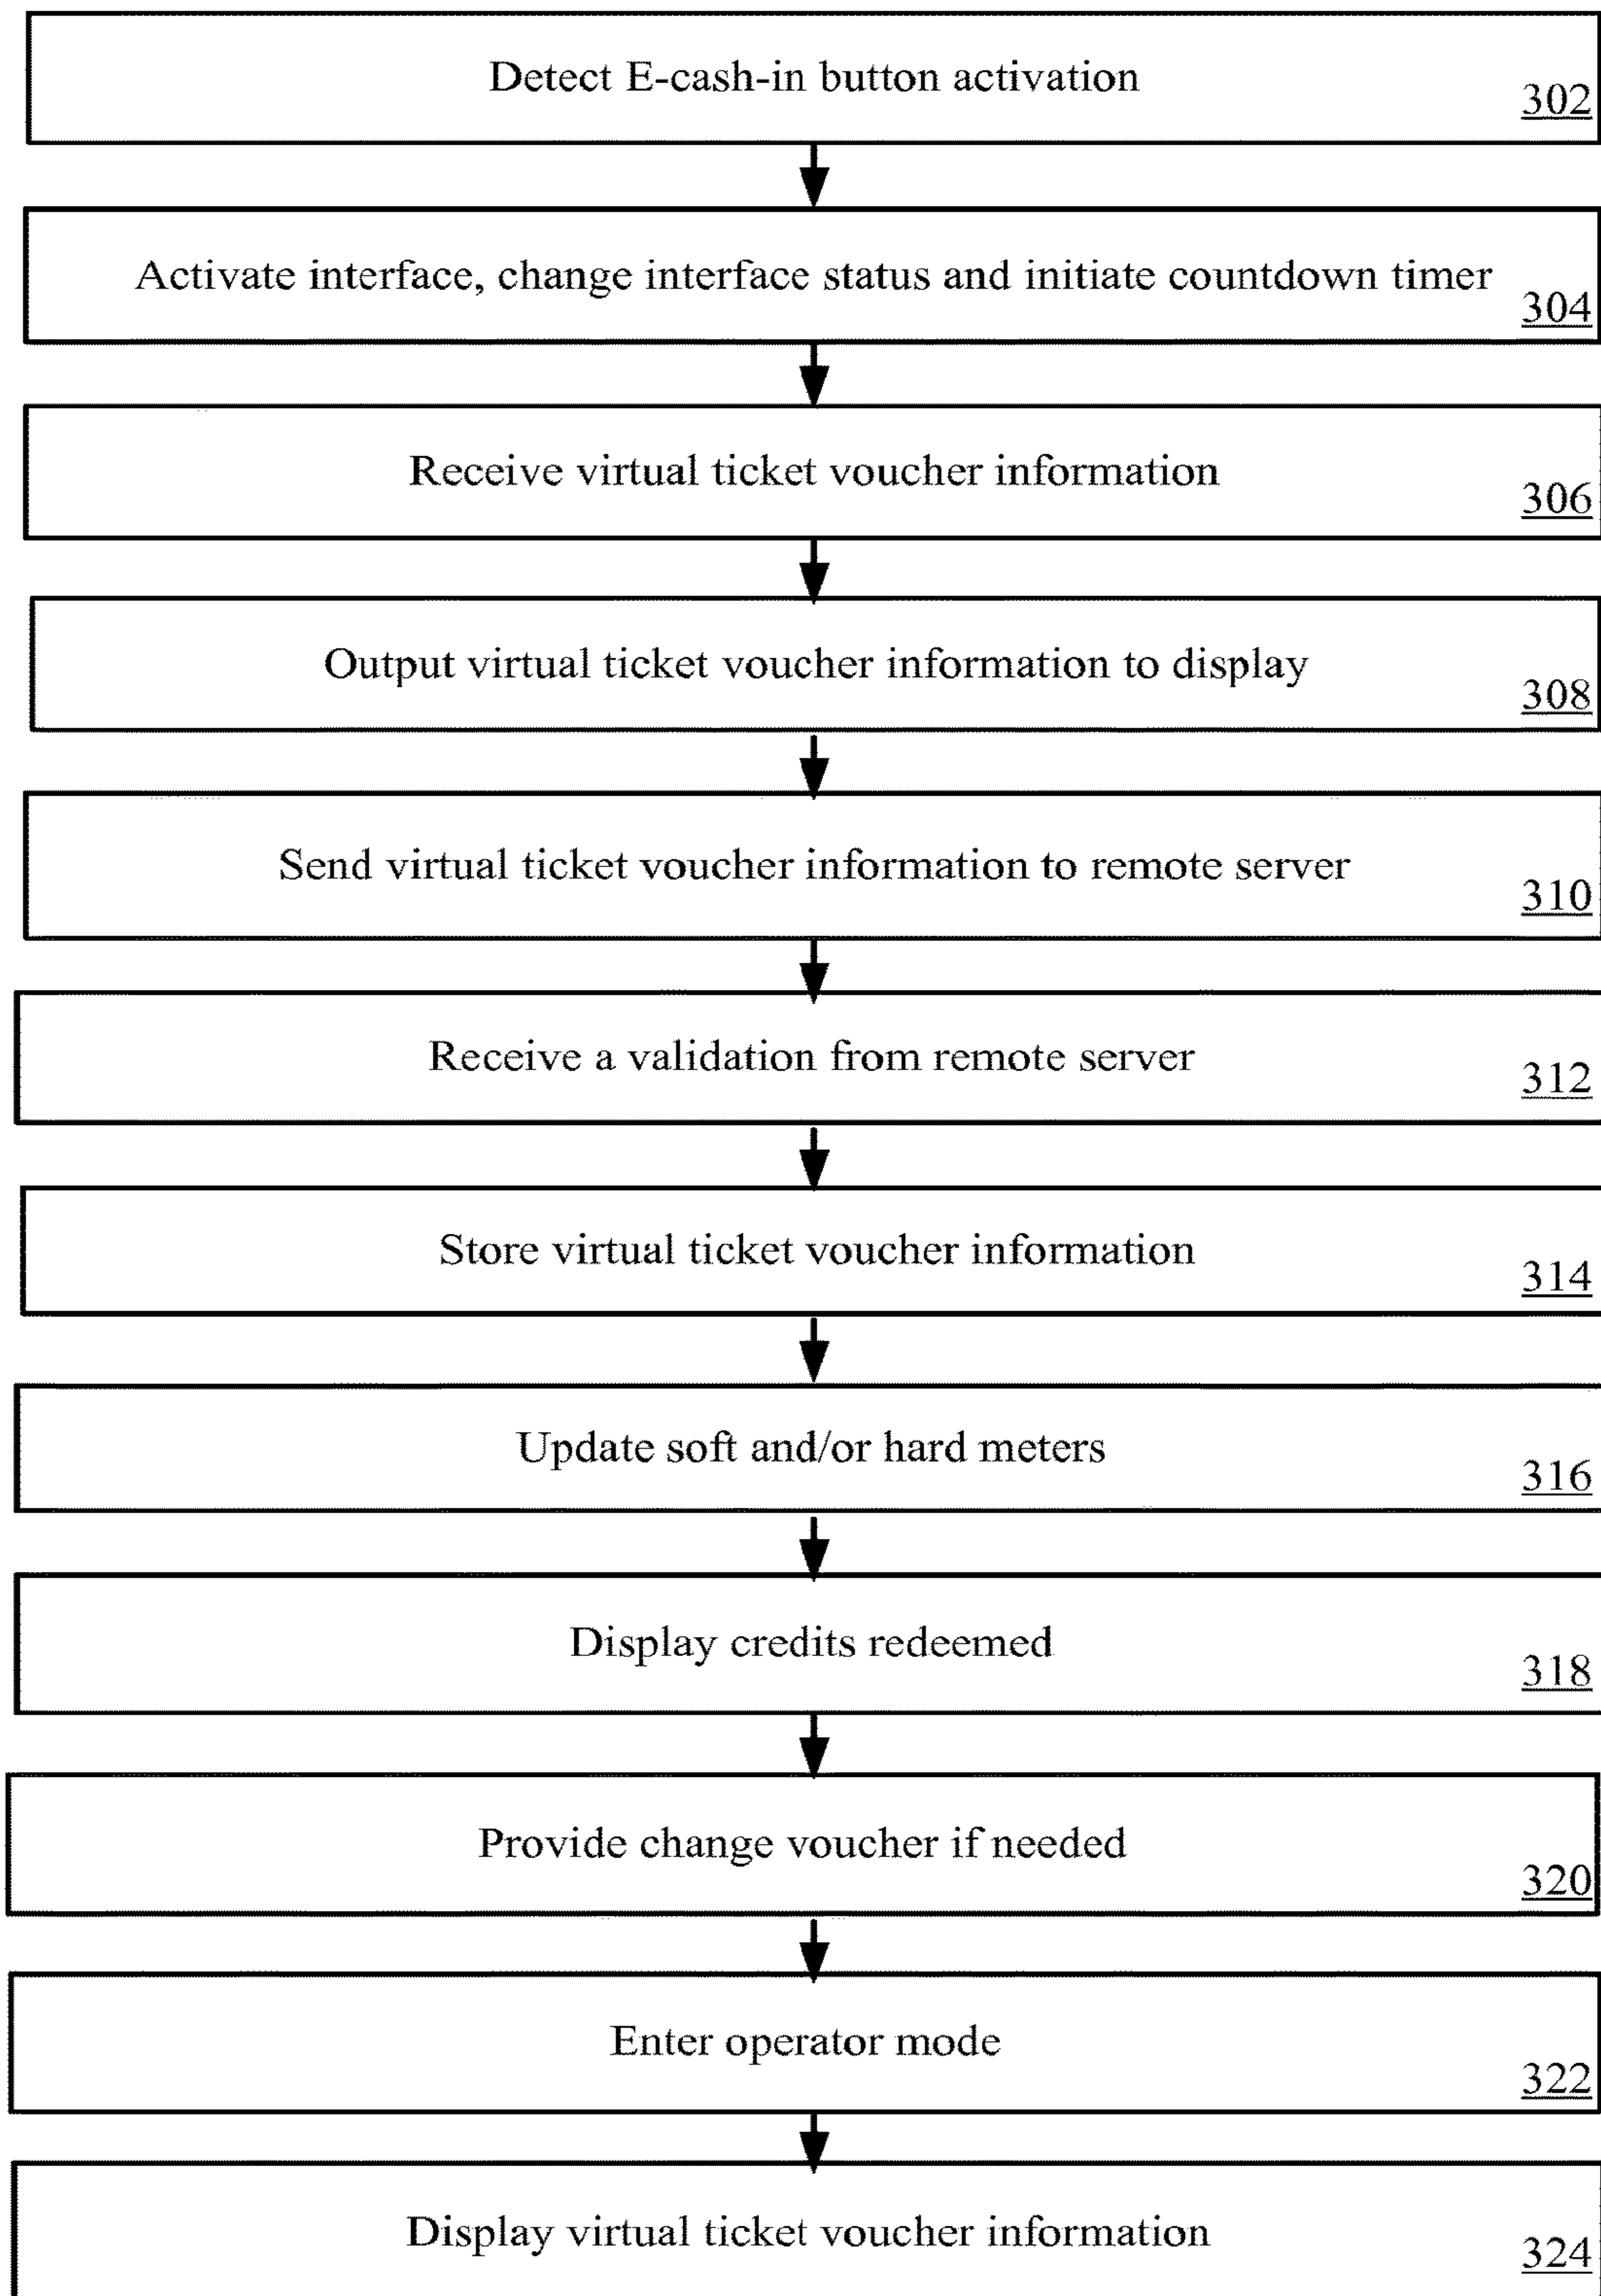 Detect E-cash-in button activation
302
Activate interface, change interface status and initiate countdown timer
304
Receive virtual ticket voucher information
306
Output virtual ticket voucher information to display
308
Send virtual ticket voucher information to remote server
310
Receive a validation from remote server
312
Store virtual ticket voucher information
314
Update soft and/or hard meters
316
Display credits redeemed
318
Provide change voucher if needed
320
Enter operator mode
322
Display virtual ticket voucher information
324